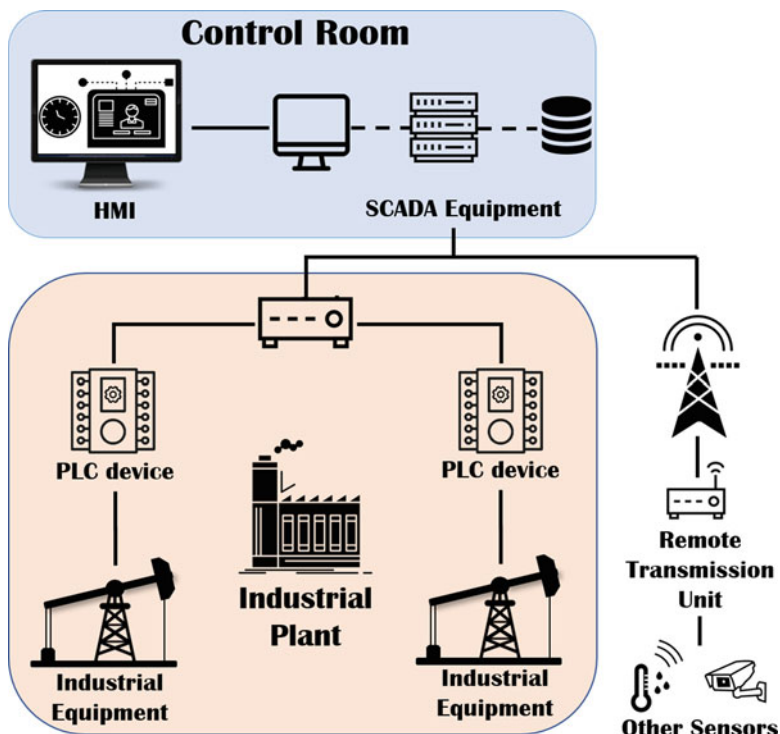 Control Room
HMI
SCADA Equipment
PLC device
PLC device
Industrial
Plant
Industrial
Equipment
Industrial
Equipment
Remote
Transmission
Unit
Other Sensors